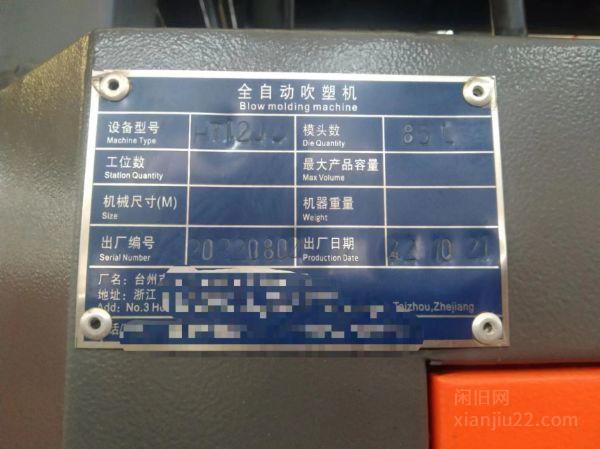 全自动吹塑机
Blow molding machine
设备型号
Machine Type
模头数
Die Quantity
工位数
Station Quantity
最大产品容量
Max Volume
机械尺寸(M)
Size
机器重量
Weight
出厂编号
Serial Number
出厂日期
Production Date
厂名：台州
地址：浙江
Add: No.3
Taizhou,Zhejiang
闲旧网
xianjiu22.com